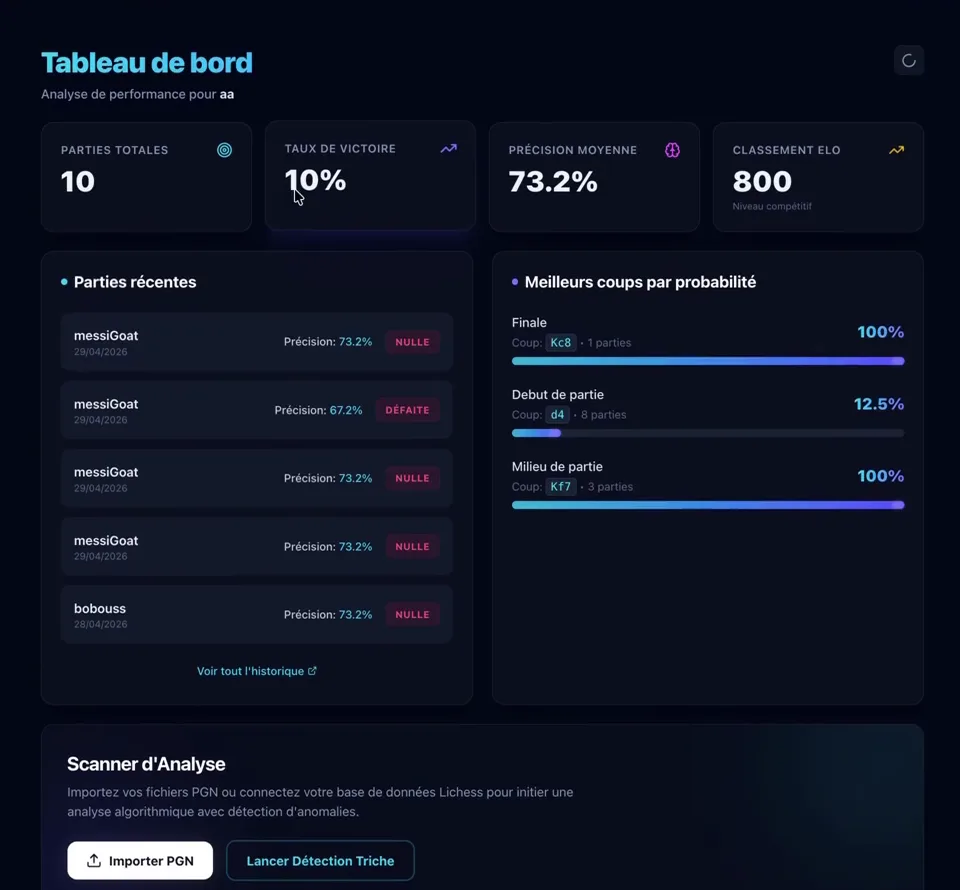 Tableau de bord
Analyse de performance pour aa
PARTIES TOTALES
10
TAUX DE VICTOIRE
10%
PRÉCISION MOYENNE
73.2%
CLASSEMENT ELO
800
Niveau compétitif
Parties récentes
messiGoat
29/04/2026
Précision: 73.2%
NULLE
messiGoat
29/04/2026
Précision: 67.2%
DÉFAITE
messiGoat
29/04/2026
Précision: 73.2%
NULLE
messiGoat
29/04/2026
Précision: 73.2%
NULLE
bobouss
28/04/2026
Précision: 73.2%
NULLE
Voir tout l'historique
Meilleurs coups par probabilité
Finale
Coup: Kc8 • 1 parties
100%
Debut de partie
Coup: d4 • 8 parties
12.5%
Milieu de partie
Coup: Kf7 • 3 parties
100%
Scanner d'Analyse
Importez vos fichiers PGN ou connectez votre base de données Lichess pour initier une
analyse algorithmique avec détection d'anomalies.
Importer PGN
Lancer Détection Triche